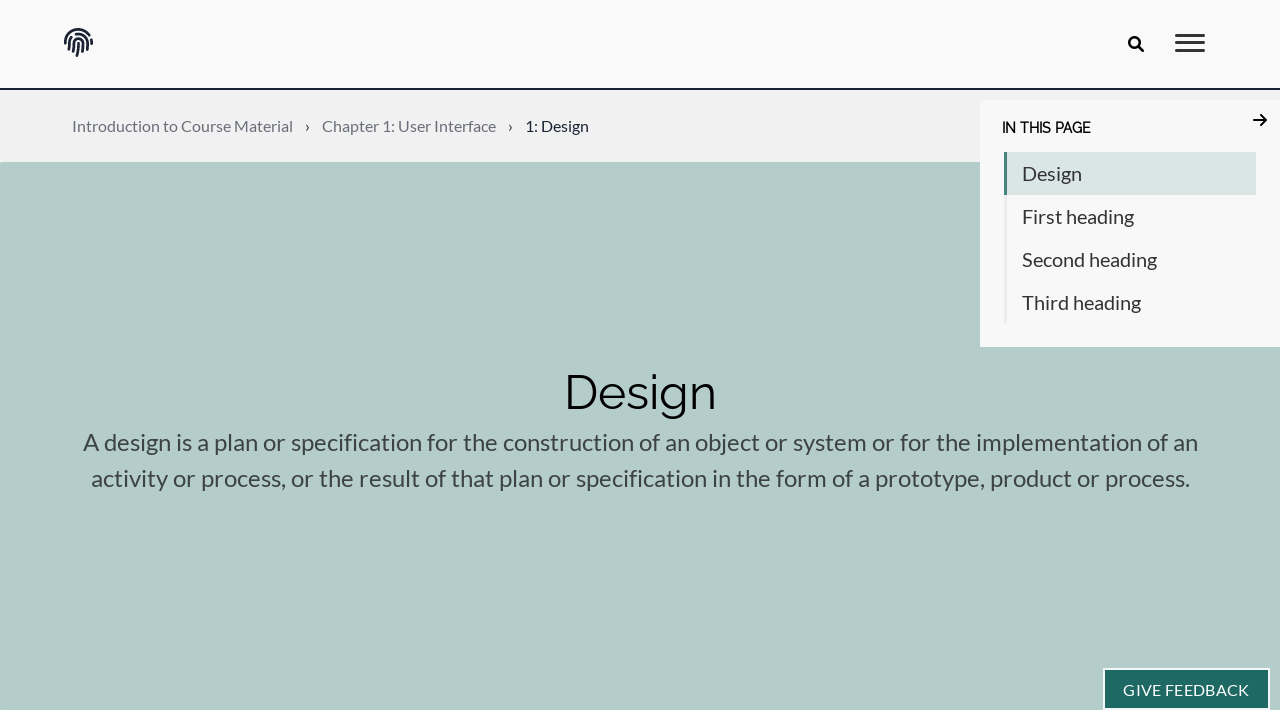 Introduction to Course Material › Chapter 1: User Interface › 1: Design
IN THIS PAGE
Design
First heading
Second heading
Third heading
Design
A design is a plan or specification for the construction of an object or system or for the implementation of an
activity or process, or the result of that plan or specification in the form of a prototype, product or process.
GIVE FEEDBACK